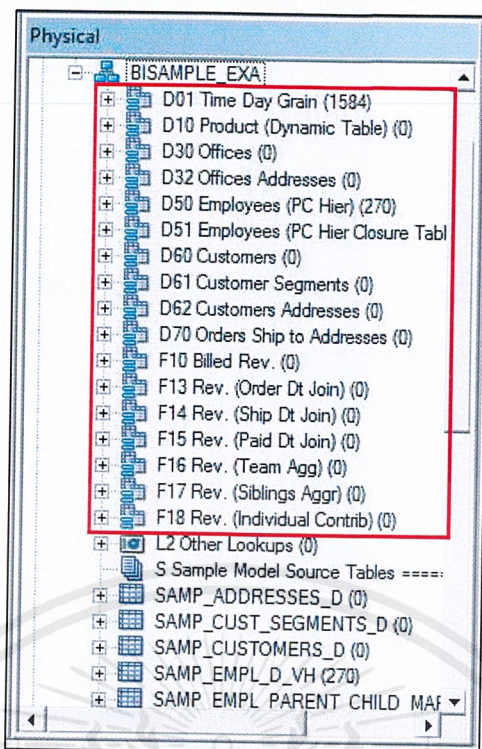 Physical
BISAMPLE_EXA
D01 Time Day Grain (1584)
D10 Product (Dynamic Table) (0)
D30 Offices (0)
D32 Offices Addresses (0)
D50 Employees (PC Hier) (270)
D51 Employees (PC Hier Closure Tabl
D60 Customers (0)
D61 Customer Segments (0)
D62 Customers Addresses (0)
D70 Orders Ship to Addresses (0)
F10 Billed Rev. (0)
F13 Rev. (Order Dt Join) (0)
F14 Rev. (Ship Dt Join) (0)
F15 Rev. (Paid Dt Join) (0)
F16 Rev. (Team Agg) (0)
F17 Rev. (Siblings Aggr) (0)
F18 Rev. (Individual Contrib) (0)
L2 Other Lookups (0)
S Sample Model Source Tables ====:
SAMP_ADDRESSES_D (0)
SAMP_CUST_SEGMENTS_D (0)
SAMP_CUSTOMERS_D (0)
SAMP_EMPL_D_VH (270)
SAMP_EMPL_PARENT_CHILD_MAF